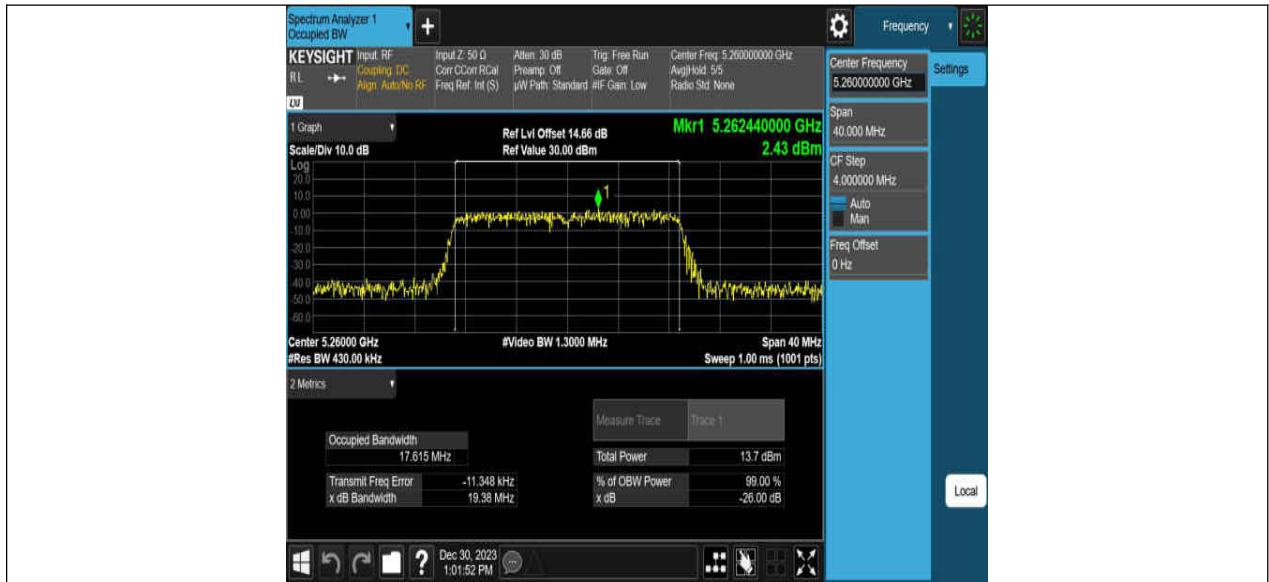 Spectrum Analyzer 1
Occupied BW
+
Frequency
KEYSIGHT
RL
Input: RF
Coupling: DC
Align: Auto/No RF
Input Z: 50 Ω
Corr CCorr RCal
Freq Ref: Int (S)
Atten: 30 dB
Preamp: Off
µW Path: Standard
Trig: Free Run
Gate: Off
#IF Gain: Low
Center Freq: 5.260000000 GHz
Avg|Hold: 5/5
Radio Std: None
Center Frequency
5.260000000 GHz
Settings
Span
40.000 MHz
CF Step
4.000000 MHz
Auto
Man
Freq Offset
0 Hz
Local
1 Graph
Scale/Div 10.0 dB
Ref Lvl Offset 14.66 dB
Ref Value 30.00 dBm
Mkr1 5.262440000 GHz
2.43 dBm
Log
20.0
10.0
0.00
-10.0
-20.0
-30.0
-40.0
-50.0
-60.0
1
Center 5.26000 GHz
#Res BW 430.00 kHz
#Video BW 1.3000 MHz
Span 40 MHz
Sweep 1.00 ms (1001 pts)
2 Metrics
Measure Trace Trace 1
Occupied Bandwidth
17.615 MHz
Total Power 13.7 dBm
Transmit Freq Error -11.348 kHz
% of OBW Power 99.00 %
x dB Bandwidth 19.38 MHz
x dB -26.00 dB
?
Dec 30, 2023
1:01:52 PM